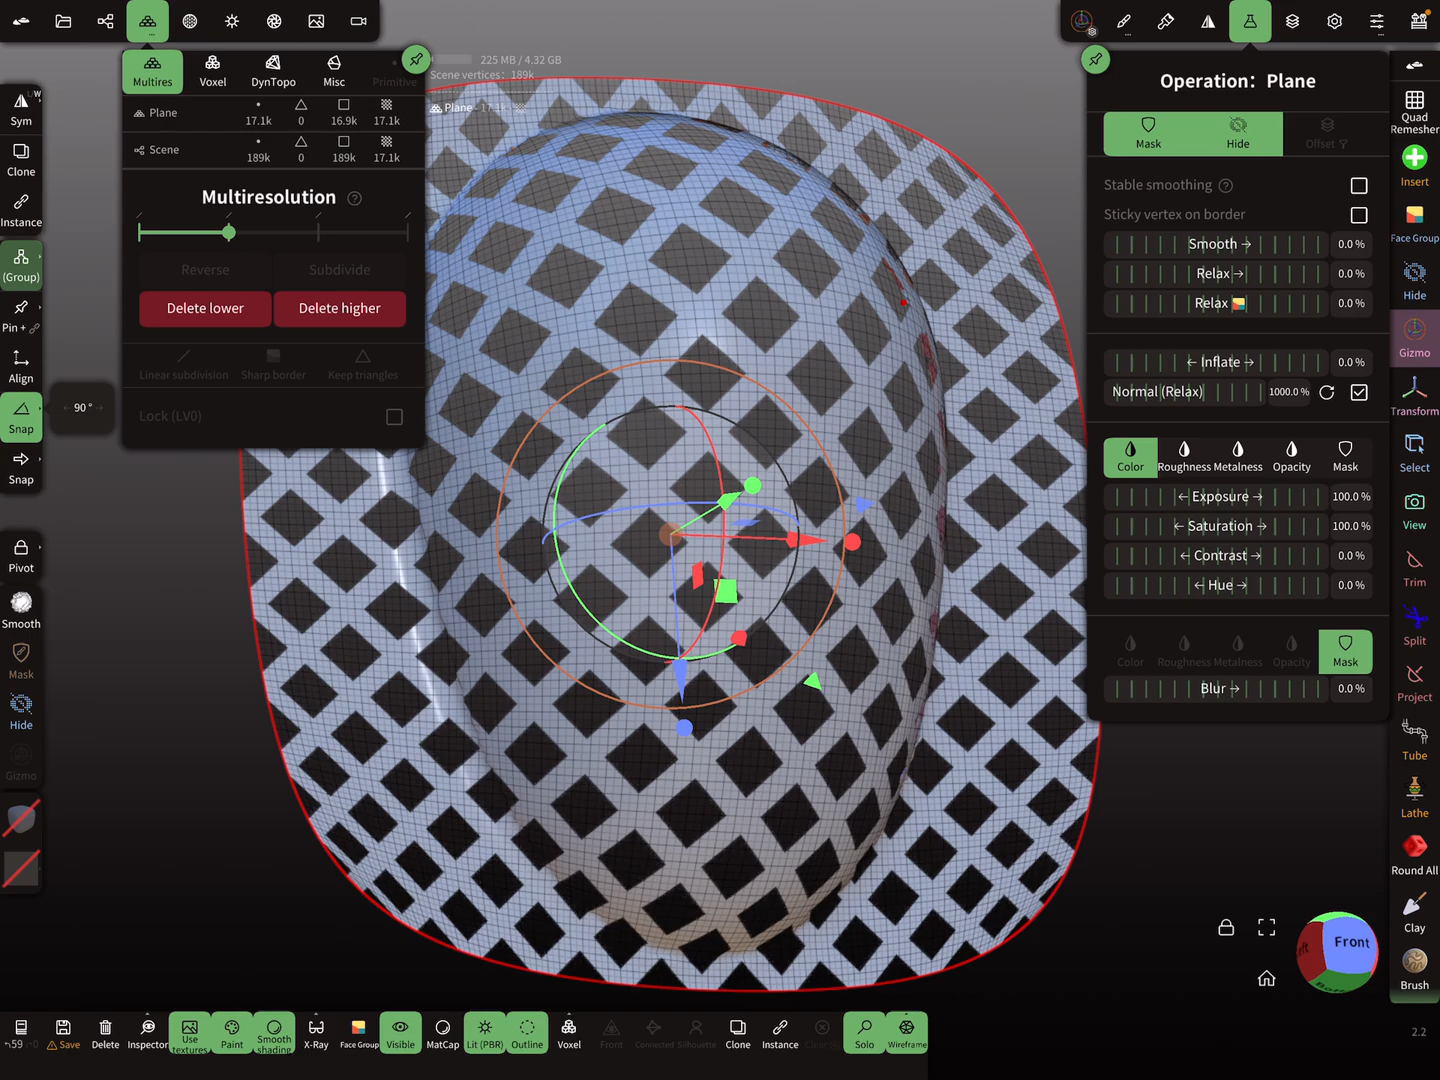 225 MB / 4.32 GB
Scene vertices: 189k
Plane - 17.1k
Multires
Voxel
DynTopo
Misc
Primitive
Plane
17.1k
0
16.9k
17.1k
Scene
189k
0
189k
17.1k
Multiresolution
Reverse
Subdivide
Delete lower
Delete higher
Linear subdivision
Sharp border
Keep triangles
Lock (LV0)
W
Sym
Clone
Instance
(Group)
Pin +
Align
Snap
← 90° →
Snap
Pivot
Smooth
Mask
Hide
Gizmo
Operation: Plane
Mask
Hide
Offset
Stable smoothing
Sticky vertex on border
Smooth → 0.0 %
Relax → 0.0 %
Relax 0.0 %
← Inflate → 0.0 %
Normal (Relax) 1000.0 %
Color
Roughness
Metalness
Opacity
Mask
← Exposure → 100.0 %
← Saturation → 100.0 %
← Contrast → 0.0 %
← Hue → 0.0 %
Color
Roughness
Metalness
Opacity
Mask
Blur → 0.0 %
Quad Remesher
Insert
Face Group
Hide
Gizmo
Transform
Select
View
Trim
Split
Project
Tube
Lathe
Round All
Clay
Brush
2.2
Front
59
0
Save
Delete
Inspector
Use textures
Paint
Smooth shading
X-Ray
Face Group
Visible
MatCap
Lit (PBR)
Outline
Voxel
Front
Connected
Silhouette
Clone
Instance
Solo
Wireframe